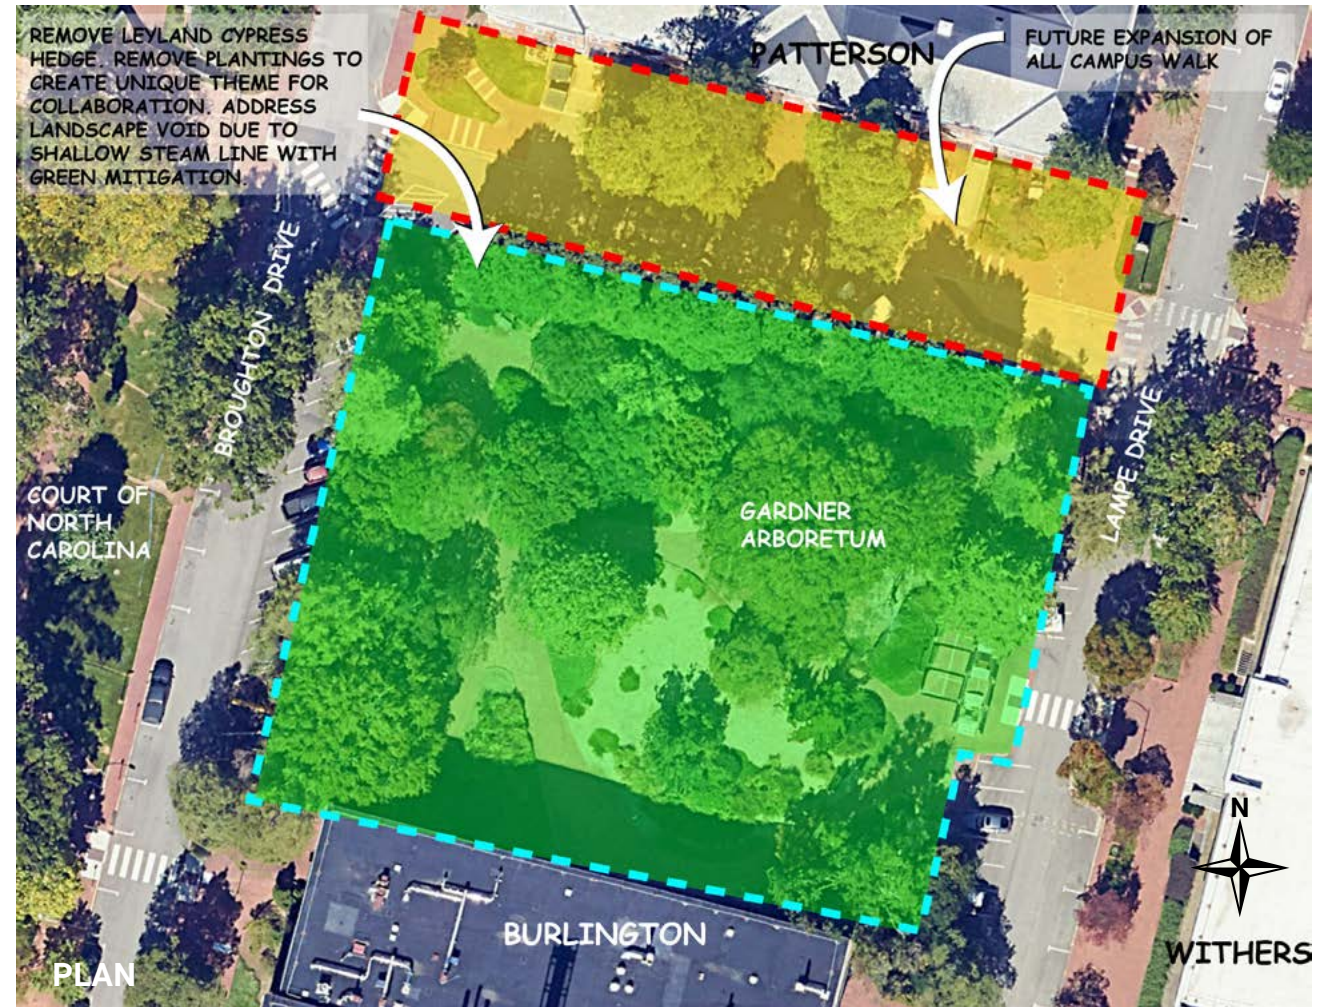 REMOVE LEYLAND CYPRESS
HEDGE. REMOVE PLANTINGS TO
CREATE UNIQUE THEME FOR
COLLABORATION. ADDRESS
LANDSCAPE VOID DUE TO
SHALLOW STEAM LINE WITH
GREEN MITIGATION.
PATTERSON
FUTURE EXPANSION OF
ALL CAMPUS WALK
BROUGHTON DRIVE
LAMPE DRIVE
COURT OF
NORTH
CAROLINA
GARDNER
ARBORETUM
N
BURLINGTON
WITHERS
PLAN